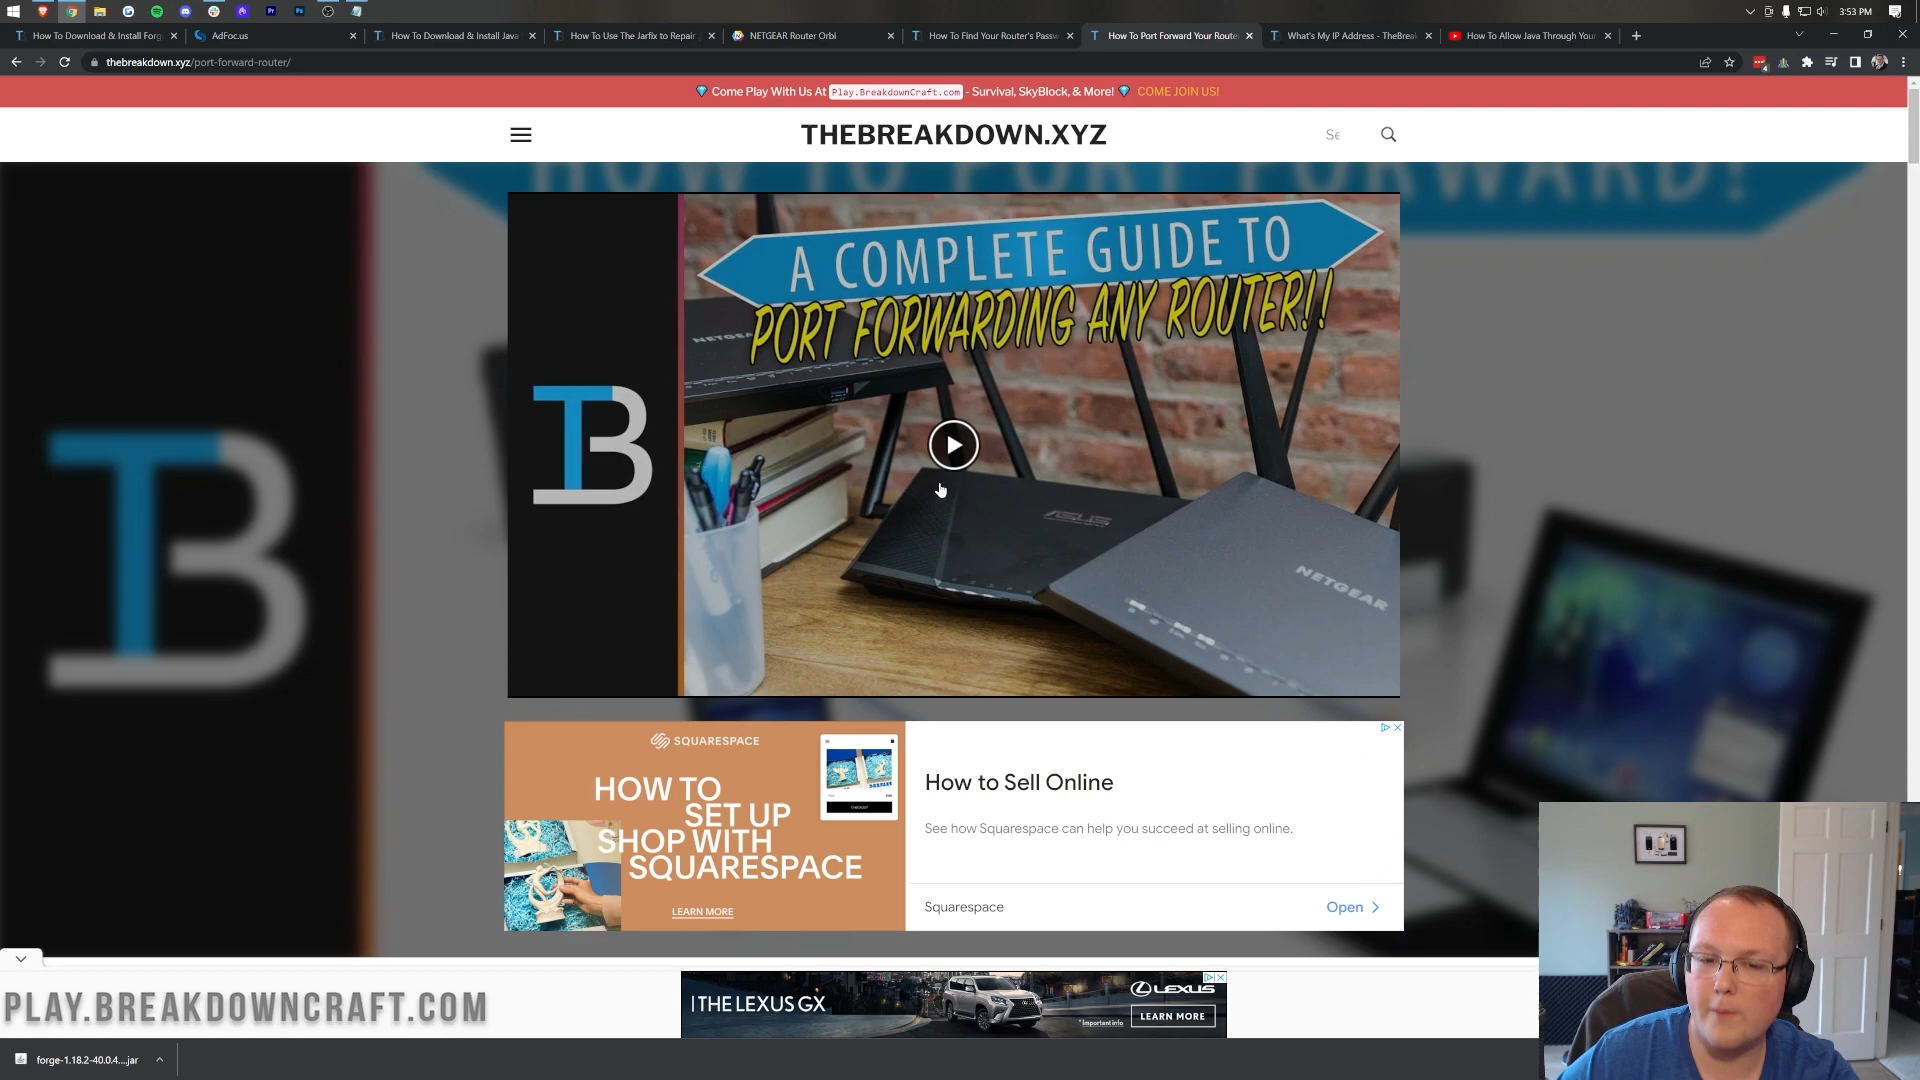 3:53 PM
How To Download & Install Forg
AdFoc.us
How To Download & Install Java
How To Use The Jarfix to Repair
NETGEAR Router Orbi
How To Find Your Router's Passw
How To Port Forward Your Route
What's My IP Address - TheBreak
How To Allow Java Through Your
thebreakdown.xyz/port-forward-router/
Come Play With Us At Play.BreakdownCraft.com - Survival, SkyBlock, & More! COME JOIN US!
THEBREAKDOWN.XYZ
Se
A COMPLETE GUIDE TO
PORT FORWARDING ANY ROUTER!!
TB
ASUS
NETGEAR
SQUARESPACE
HOW TO
SET UP
SHOP WITH
SQUARESPACE
LEARN MORE
How to Sell Online
See how Squarespace can help you succeed at selling online.
Squarespace
Open
PLAY.BREAKDOWNCRAFT.COM
THE LEXUS GX
LEXUS
*Important info
LEARN MORE
forge-1.18.2-40.0.4....jar